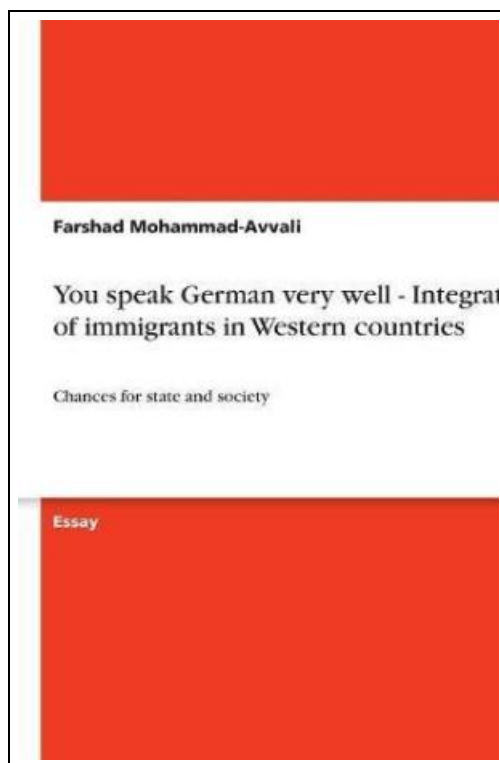 Farshad Mohammad-Avvali
You speak German very well - Integrat
of immigrants in Western countries
Chances for state and society
Essay